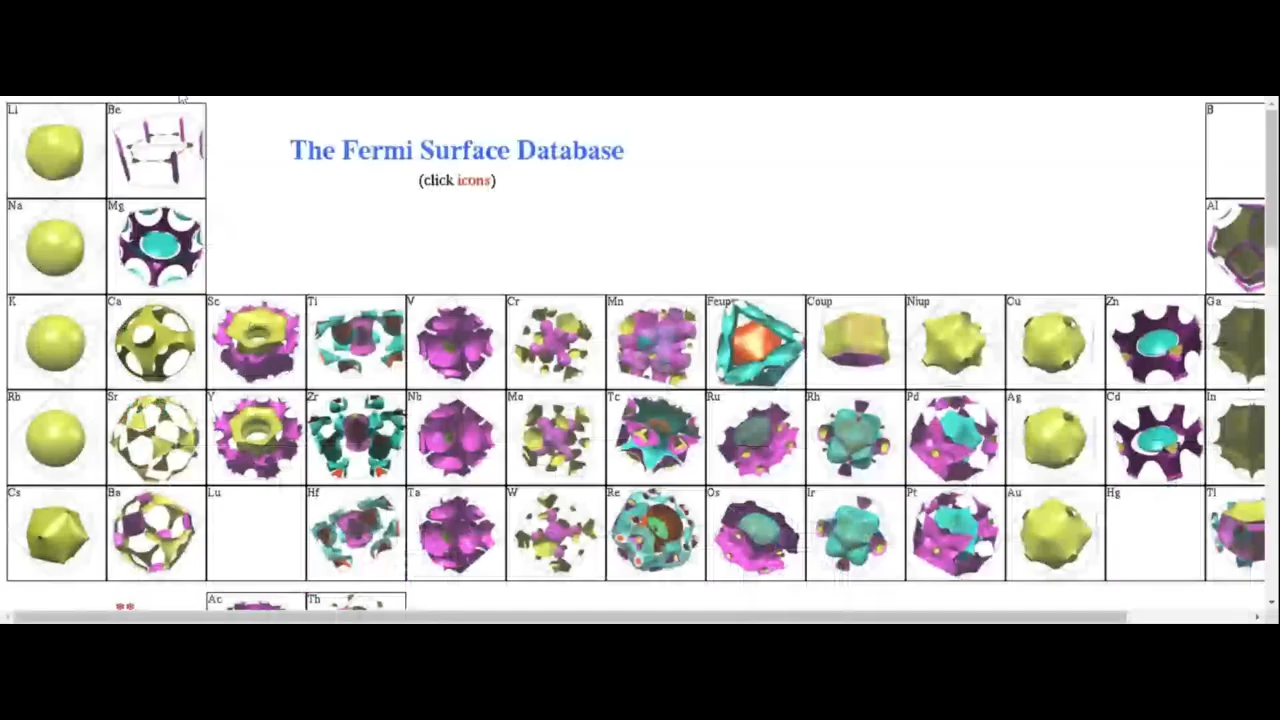 Li Be B
The Fermi Surface Database
(click icons)
Na Mg Al
K Ca Sc Ti V Cr Mn Feup Coup Niup Cu Zn Ga
Rb Sr Y Zr Nb Mo Tc Ru Rh Pd Ag Cd In
Cs Ba Lu Hf Ta W Re Os Ir Pt Au Hg Tl
** Ac Th